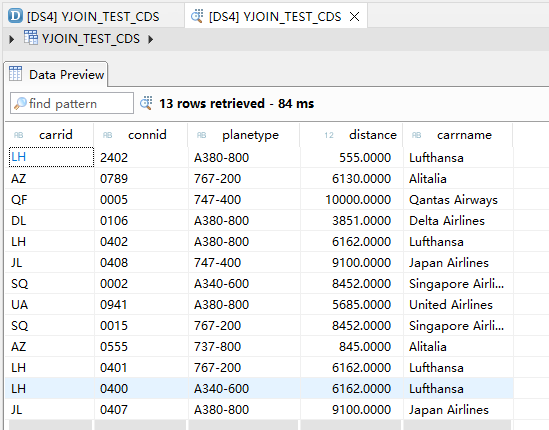 [DS4] YJOIN_TEST_CDS [DS4] YJOIN_TEST_CDS
YJOIN_TEST_CDS
Data Preview
find pattern 13 rows retrieved - 84 ms
AB carrid AB connid AB planetype 12 distance AB carrname
LH 2402 A380-800 555.0000 Lufthansa
AZ 0789 767-200 6130.0000 Alitalia
QF 0005 747-400 10000.0000 Qantas Airways
DL 0106 A380-800 3851.0000 Delta Airlines
LH 0402 A380-800 6162.0000 Lufthansa
JL 0408 747-400 9100.0000 Japan Airlines
SQ 0002 A340-600 8452.0000 Singapore Airli...
UA 0941 A380-800 5685.0000 United Airlines
SQ 0015 767-200 8452.0000 Singapore Airli...
AZ 0555 737-800 845.0000 Alitalia
LH 0401 767-200 6162.0000 Lufthansa
LH 0400 A340-600 6162.0000 Lufthansa
JL 0407 A380-800 9100.0000 Japan Airlines